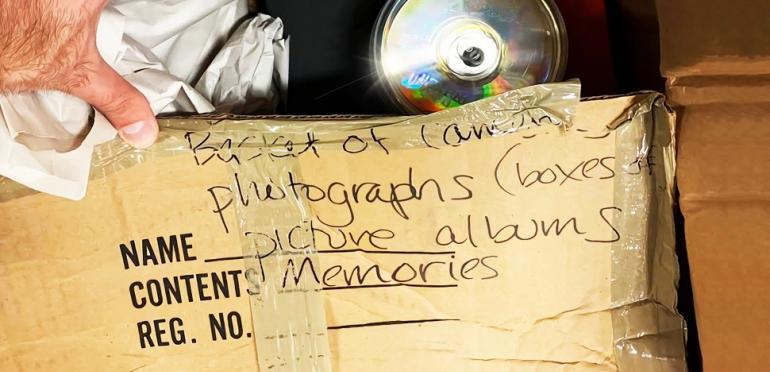 Basket of
photographs (boxes of
NAME picture albums
CONTENTS Memories
REG. NO.